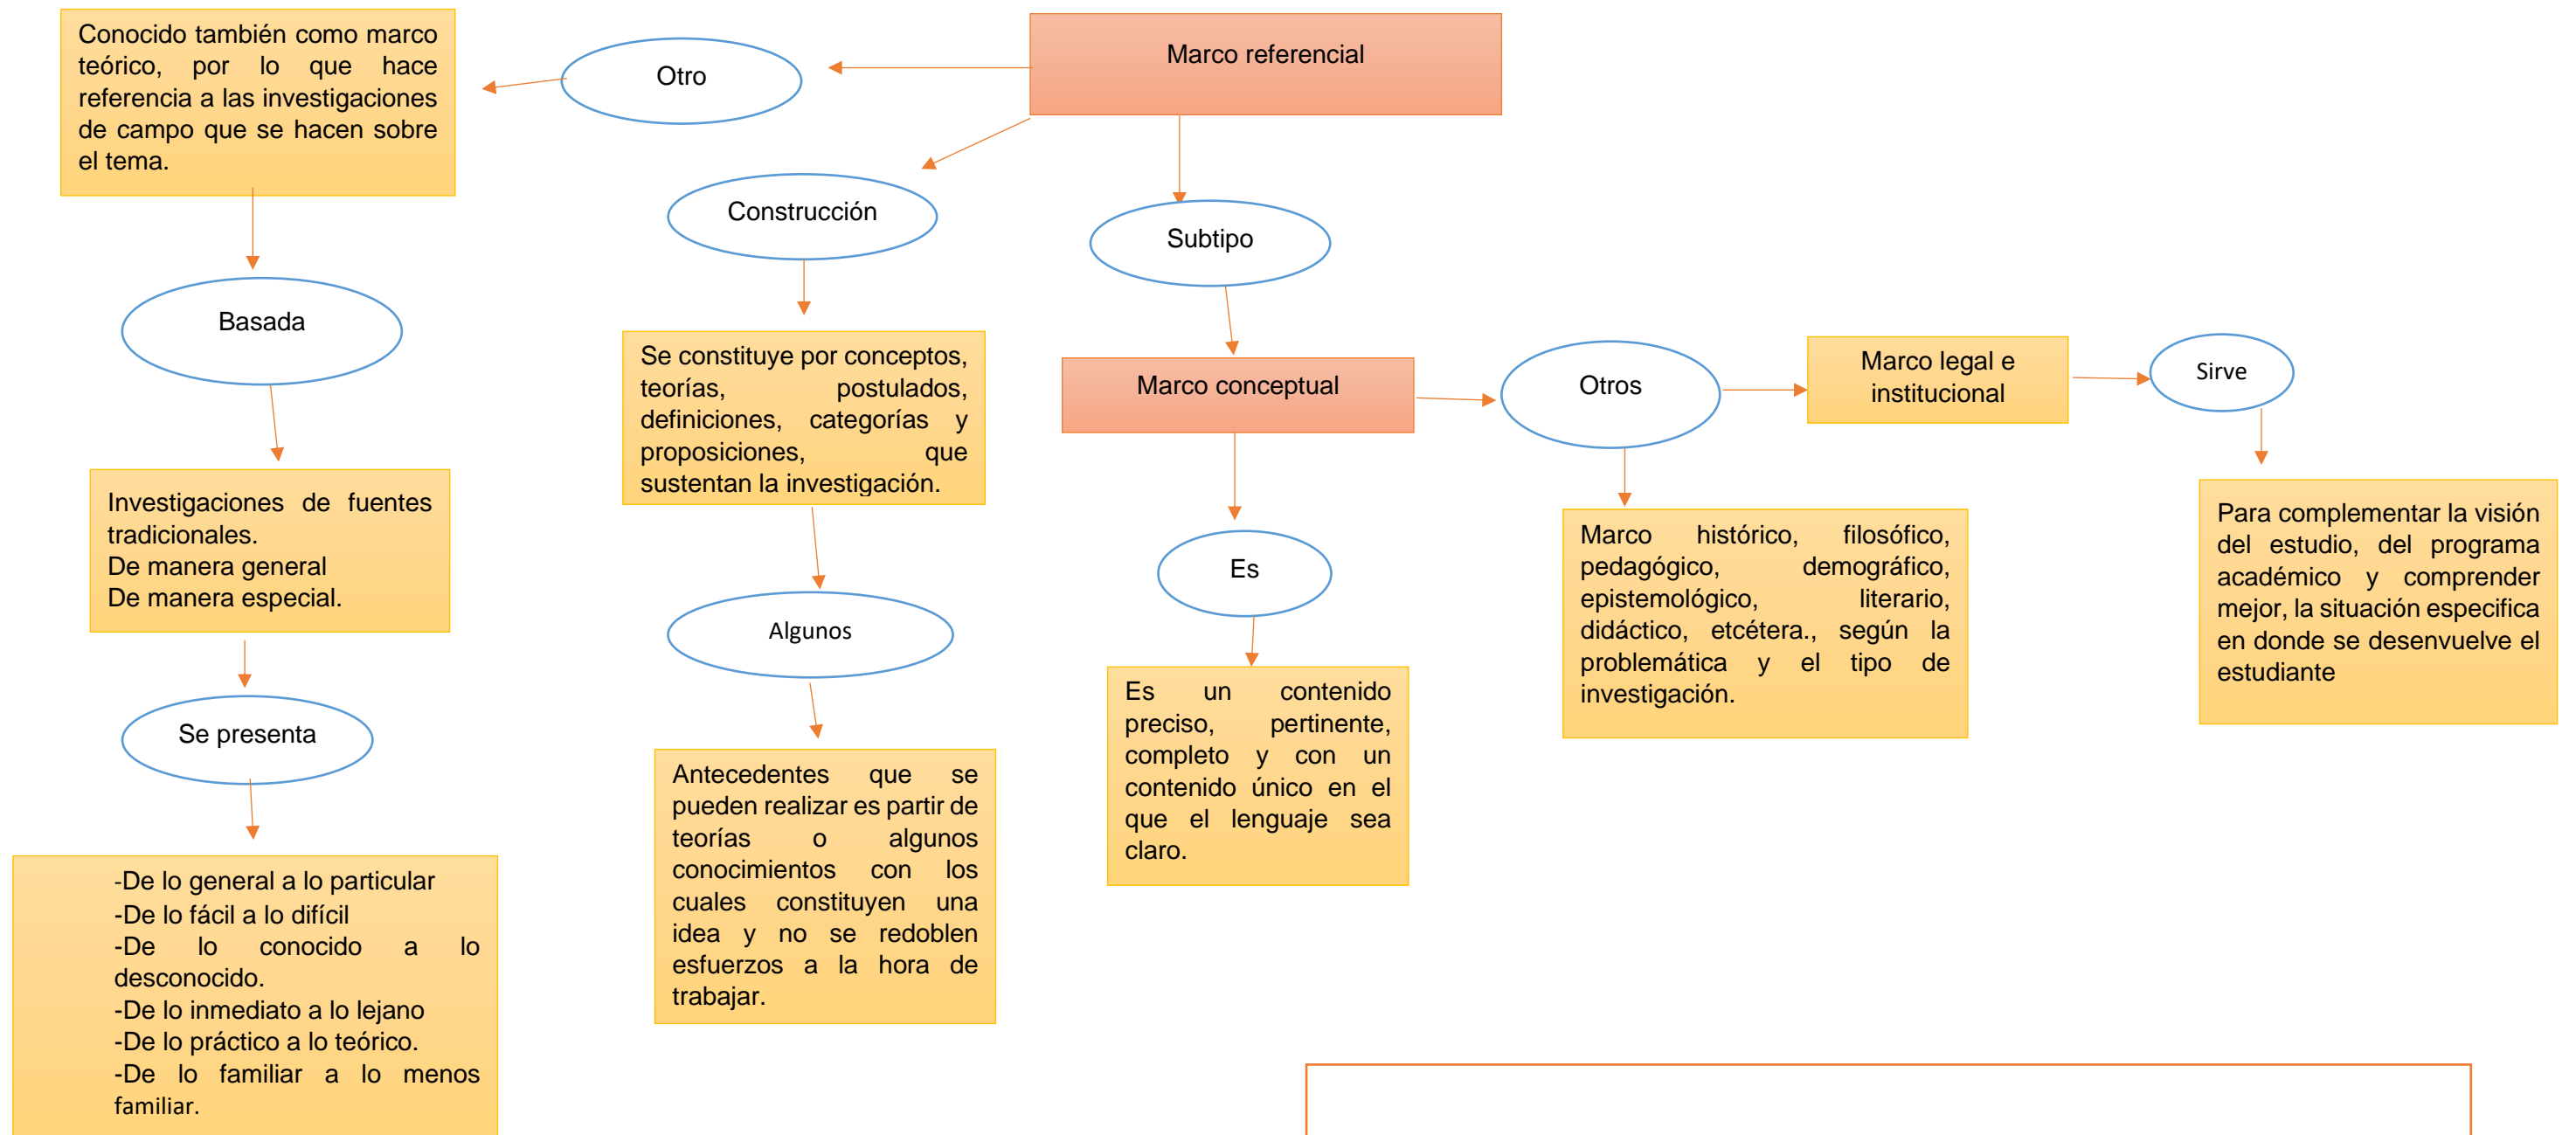 Marco referencial
Otro
Conocido también como marco
teórico, por lo que hace
referencia a las investigaciones
de campo que se hacen sobre
el tema.
Basada
Investigaciones de fuentes
tradicionales.
De manera general
De manera especial.
Se presenta
-De lo general a lo particular
-De lo fácil a lo difícil
-De lo conocido a lo
desconocido.
-De lo inmediato a lo lejano
-De lo práctico a lo teórico.
-De lo familiar a lo menos
familiar.
Construcción
Se constituye por conceptos,
teorías, postulados,
definiciones, categorías y
proposiciones, que
sustentan la investigación.
Algunos
Antecedentes que se
pueden realizar es partir de
teorías o algunos
conocimientos con los
cuales constituyen una
idea y no se redoblen
esfuerzos a la hora de
trabajar.
Subtipo
Marco conceptual
Es
Es un contenido
preciso, pertinente,
completo y con un
contenido único en el
que el lenguaje sea
claro.
Otros
Marco histórico, filosófico,
pedagógico, demográfico,
epistemológico, literario,
didáctico, etcétera., según la
problemática y el tipo de
investigación.
Marco legal e
institucional
Sirve
Para complementar la visión
del estudio, del programa
académico y comprender
mejor, la situación especifica
en donde se desenvuelve el
estudiante